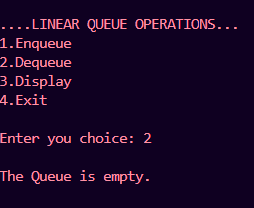 ....LINEAR QUEUE OPERATIONS...
1.Enqueue
2.Dequeue
3.Display
4.Exit
Enter you choice: 2
The Queue is empty.